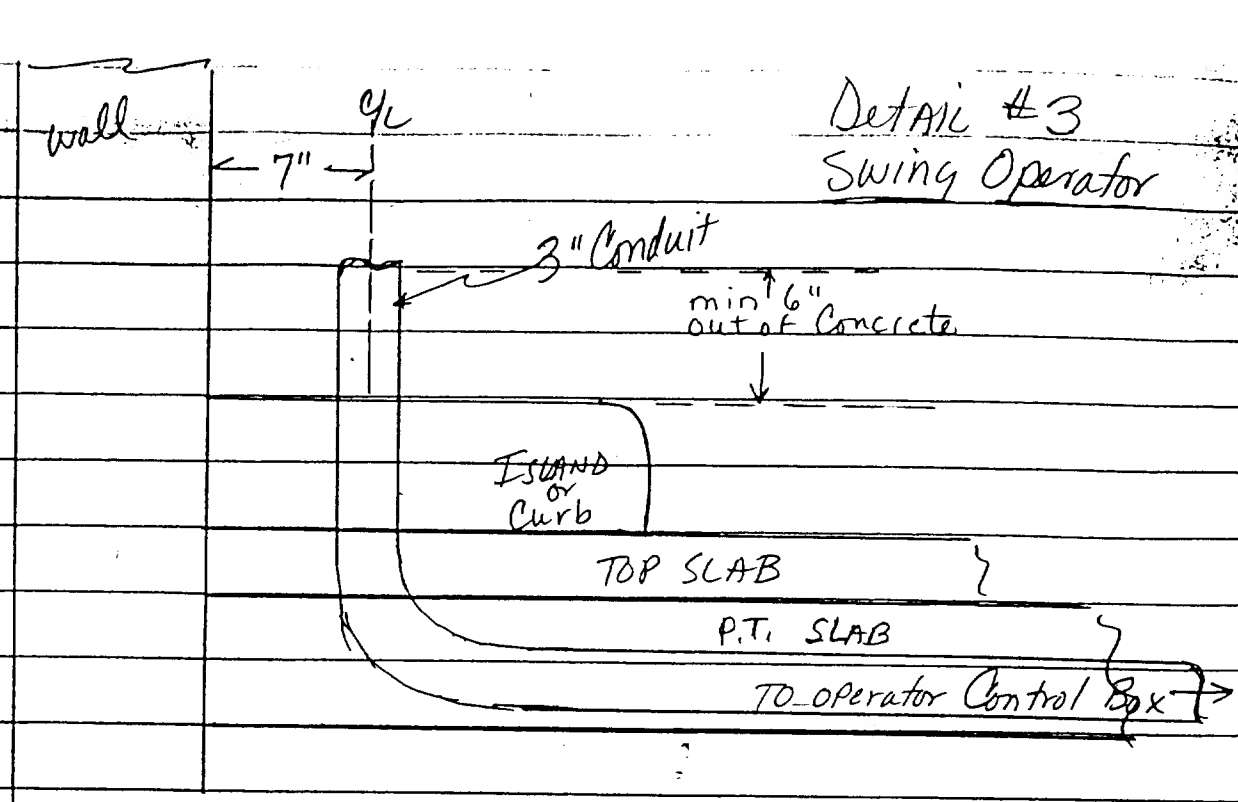 Detail #3
Swing Operator
wall
C/L
7"
3" Conduit
min 6"
out of Concrete
ISLAND
or
Curb
TOP SLAB
P.T. SLAB
TO OPerator Control Box